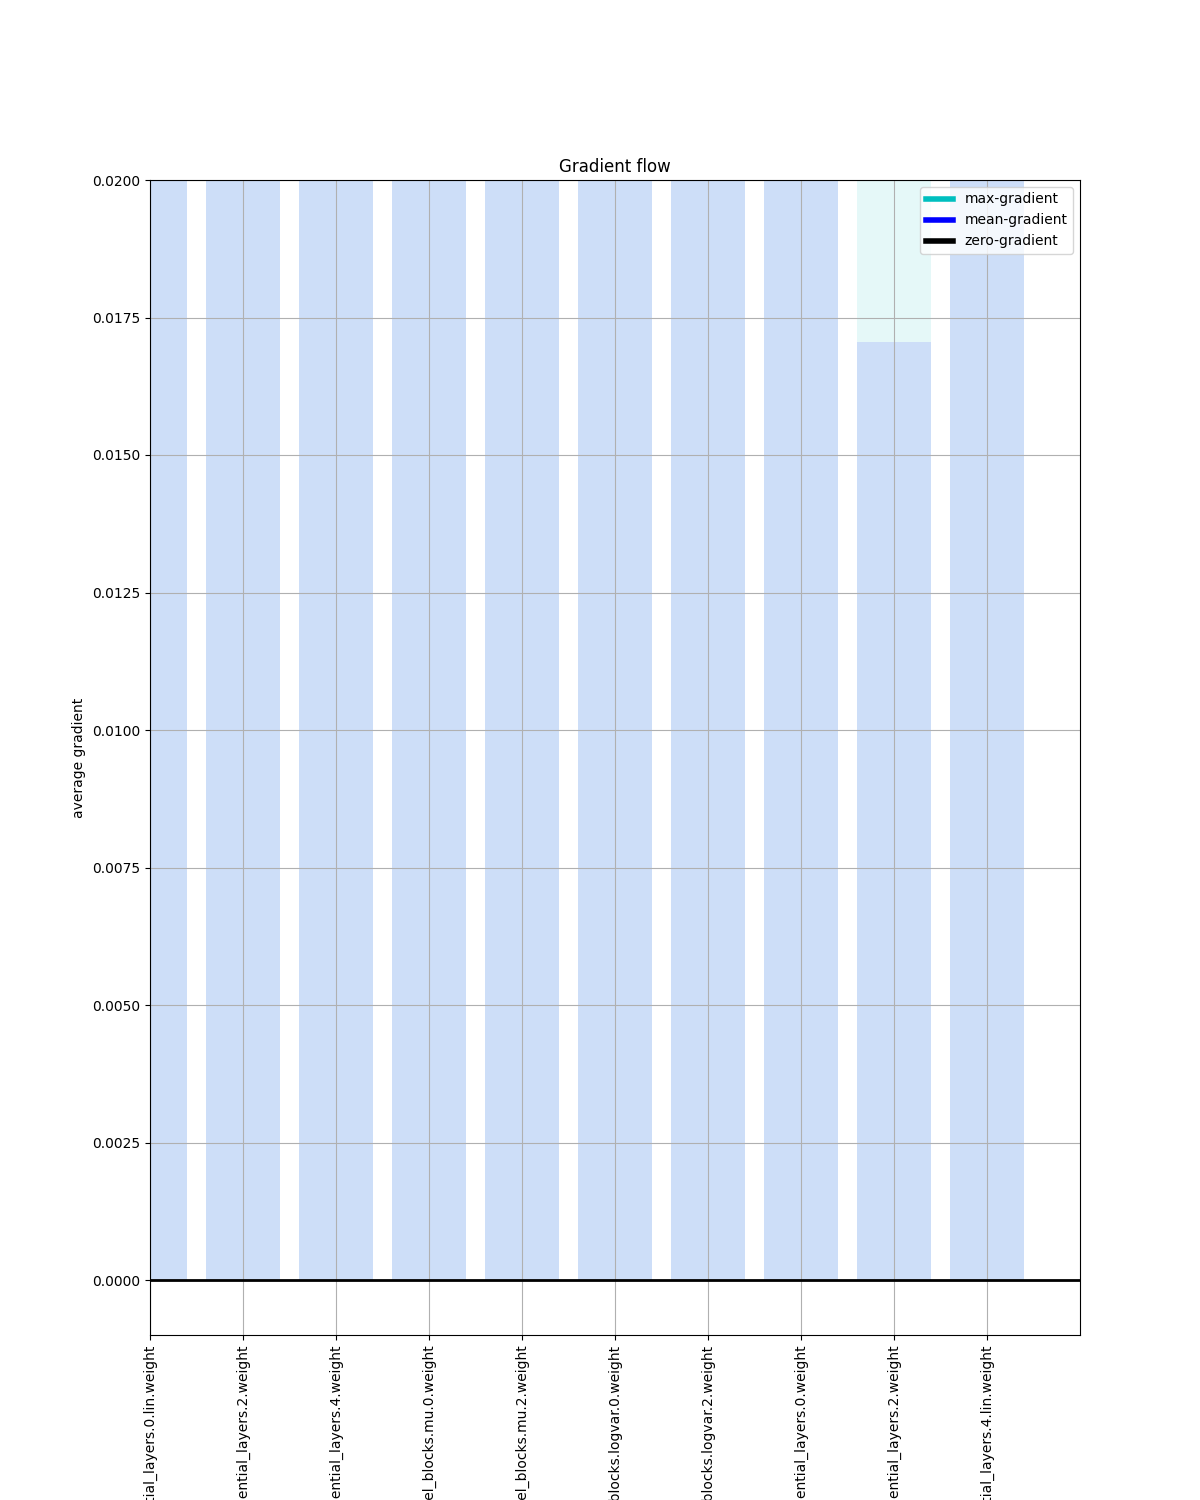 Gradient flow
max-gradient
mean-gradient
zero-gradient
0.0200
0.0175
0.0150
0.0125
0.0100
0.0075
0.0050
0.0025
0.0000
average gradient
tial_layers.0.lin.weight
ential_layers.2.weight
ential_layers.4.weight
el_blocks.mu.0.weight
el_blocks.mu.2.weight
blocks.logvar.0.weight
blocks.logvar.2.weight
ential_layers.0.weight
ential_layers.2.weight
tial_layers.4.lin.weight